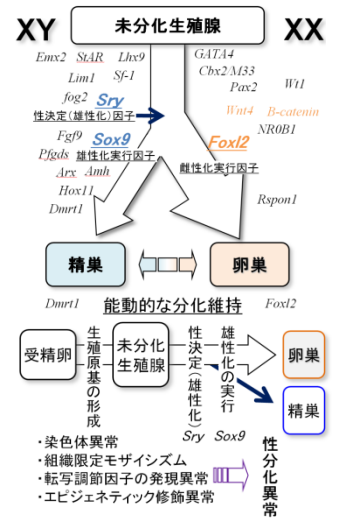 XY
未分化生殖腺
XX
Emx2 StAR Lhx9
GATA4
Cbx2/M33
Lim1 Sf-1
Pax2
Wt1
fog2
Sry
性決定(雄性化)因子
Wnt4 B-catenin
Fgf9
Sox9
Foxl2
NR0B1
Pfgds 雄性化実行因子
雌性化実行因子
Arx Amh
Hox11
Rspon1
Dmrt1
精巣
卵巣
Dmrt1
能動的な分化維持
Foxl2
受精卵
生殖原基の形成
未分化
生殖腺
性決定(雄性化)
雄性化の実行
卵巣
精巣
Sry Sox9
・染色体異常
・組織限定モザイシズム
・転写調節因子の発現異常
・エピジェネティック修飾異常
性分化異常